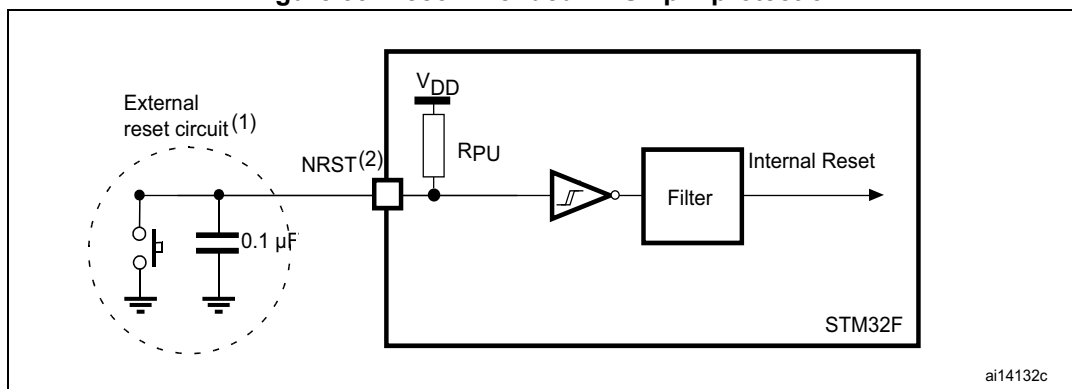 External
reset circuit(1)
VDD
NRST(2)
RPU
Internal Reset
Filter
0.1 µF
STM32F
ai14132c